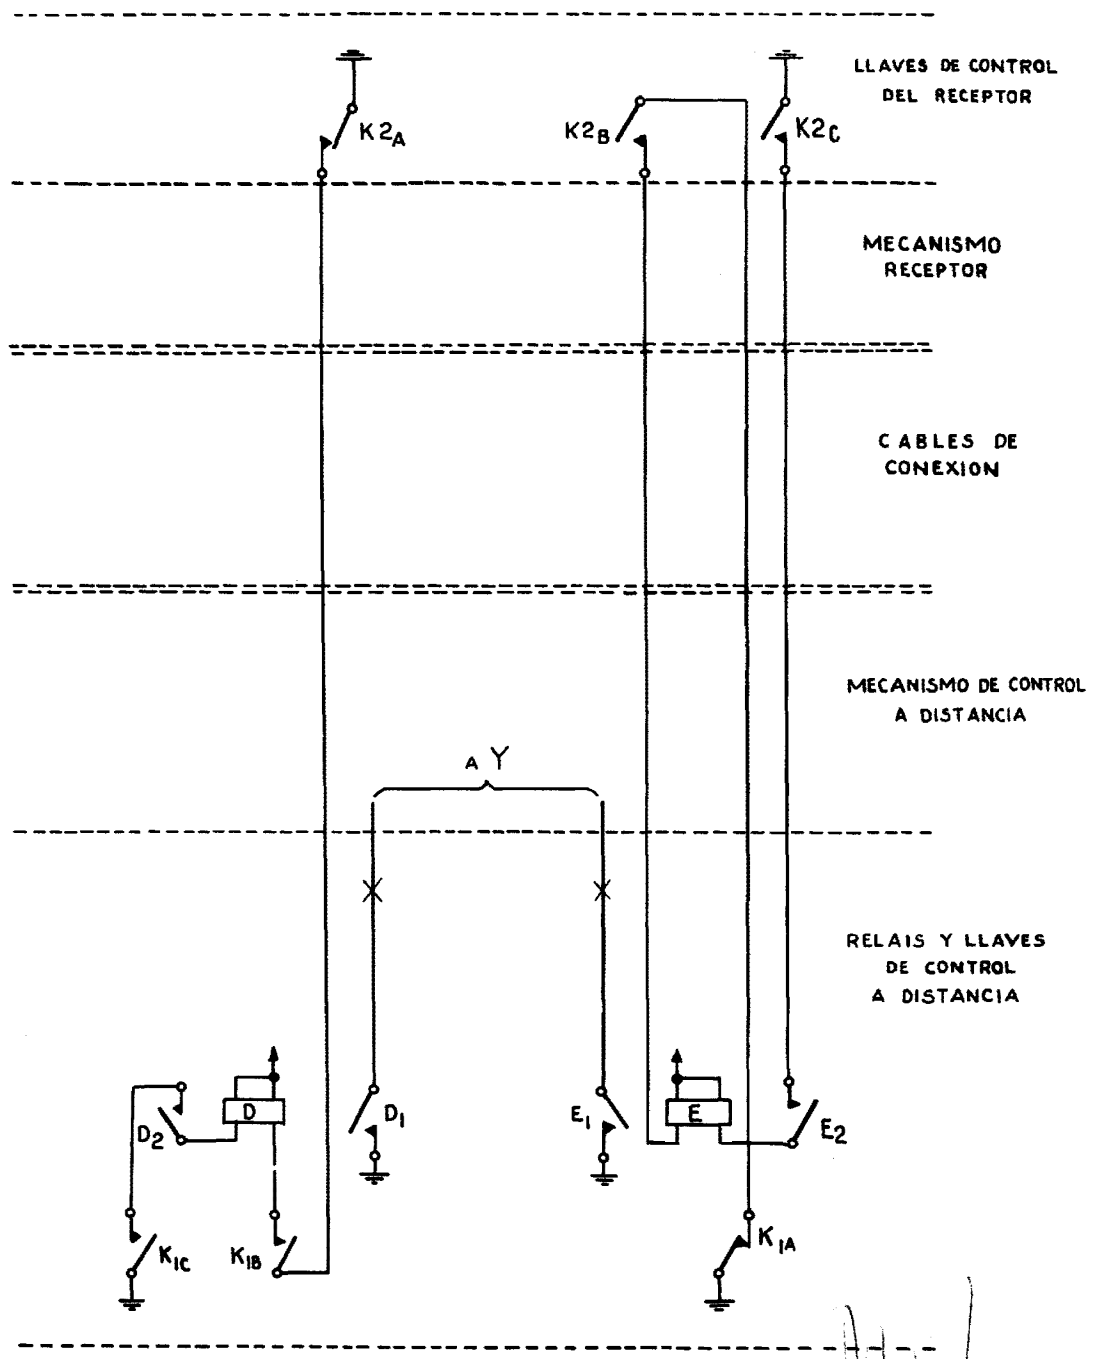 LLAVES DE CONTROL
DEL RECEPTOR
K2A
K2B
K2C
MECANISMO
RECEPTOR
CABLES DE
CONEXION
MECANISMO DE CONTROL
A DISTANCIA
A Y
RELAIS Y LLAVES
DE CONTROL
A DISTANCIA
D2
D
D1
E1
E
E2
K1C
K1B
K1A